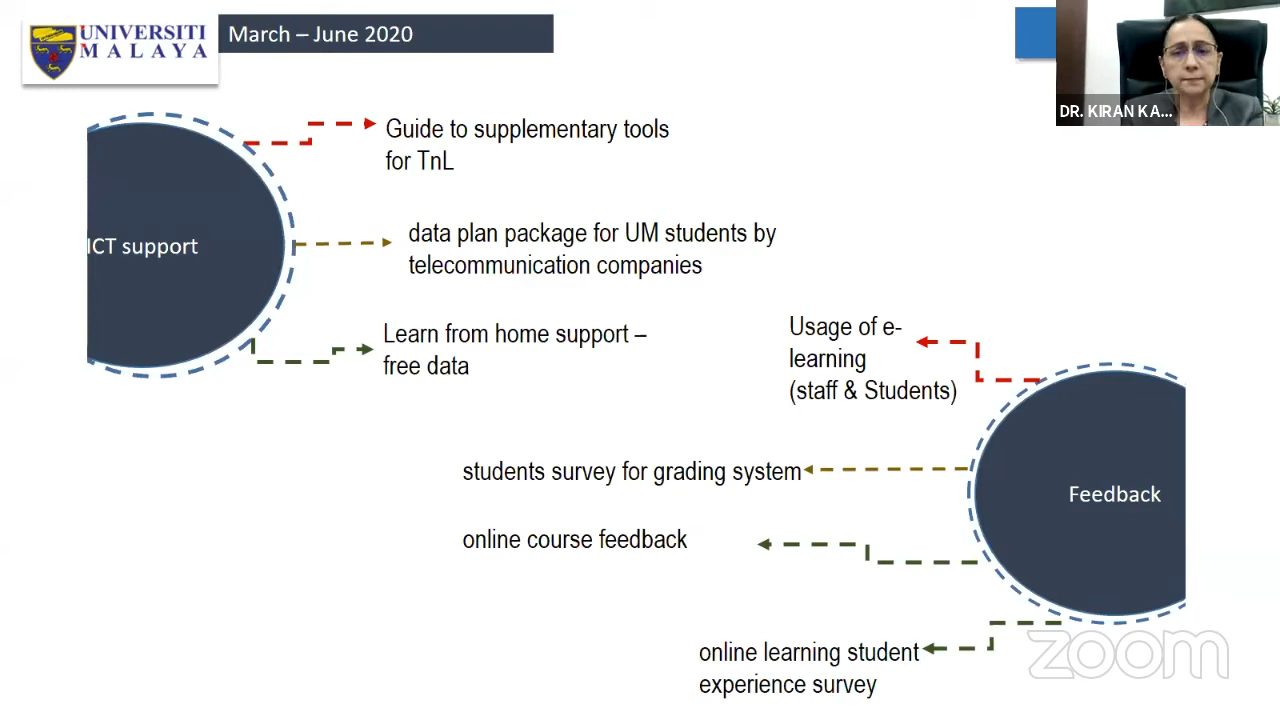 UNIVERSITI
MALAYA
March – June 2020
DR. KIRAN KA...
Guide to supplementary tools
for TnL
ICT support
data plan package for UM students by
telecommunication companies
Learn from home support –
free data
Usage of e-
learning
(staff & Students)
students survey for grading system
Feedback
online course feedback
online learning student
experience survey
zoom